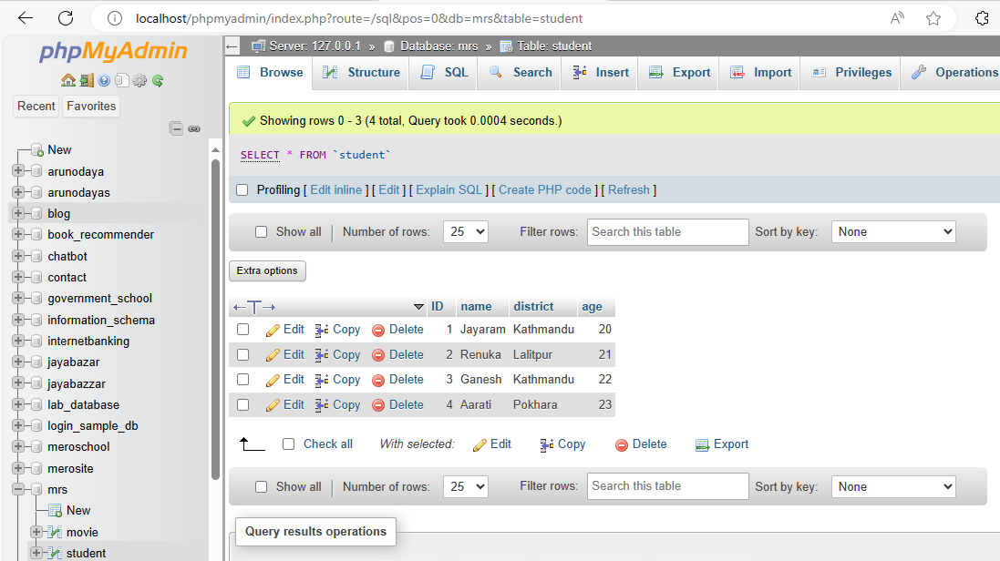 localhost/phpmyadmin/index.php?route=/sql&pos=0&db=mrs&table=student
phpMyAdmin
Recent Favorites
New
arunodaya
arunodayas
blog
book_recommender
chatbot
contact
government_school
information_schema
internetbanking
jayabazar
jayabazzar
lab_database
login_sample_db
meroschool
merosite
mrs
New
movie
student
Server: 127.0.0.1 » Database: mrs » Table: student
Browse Structure SQL Search Insert Export Import Privileges Operations
Showing rows 0 - 3 (4 total, Query took 0.0004 seconds.)
SELECT * FROM `student`
Profiling [ Edit inline ] [ Edit ] [ Explain SQL ] [ Create PHP code ] [ Refresh ]
Show all Number of rows: 25 Filter rows: Search this table Sort by key: None
Extra options
←T→ ID name district age
Edit Copy Delete 1 Jayaram Kathmandu 20
Edit Copy Delete 2 Renuka Lalitpur 21
Edit Copy Delete 3 Ganesh Kathmandu 22
Edit Copy Delete 4 Aarati Pokhara 23
Check all With selected: Edit Copy Delete Export
Show all Number of rows: 25 Filter rows: Search this table Sort by key: None
Query results operations